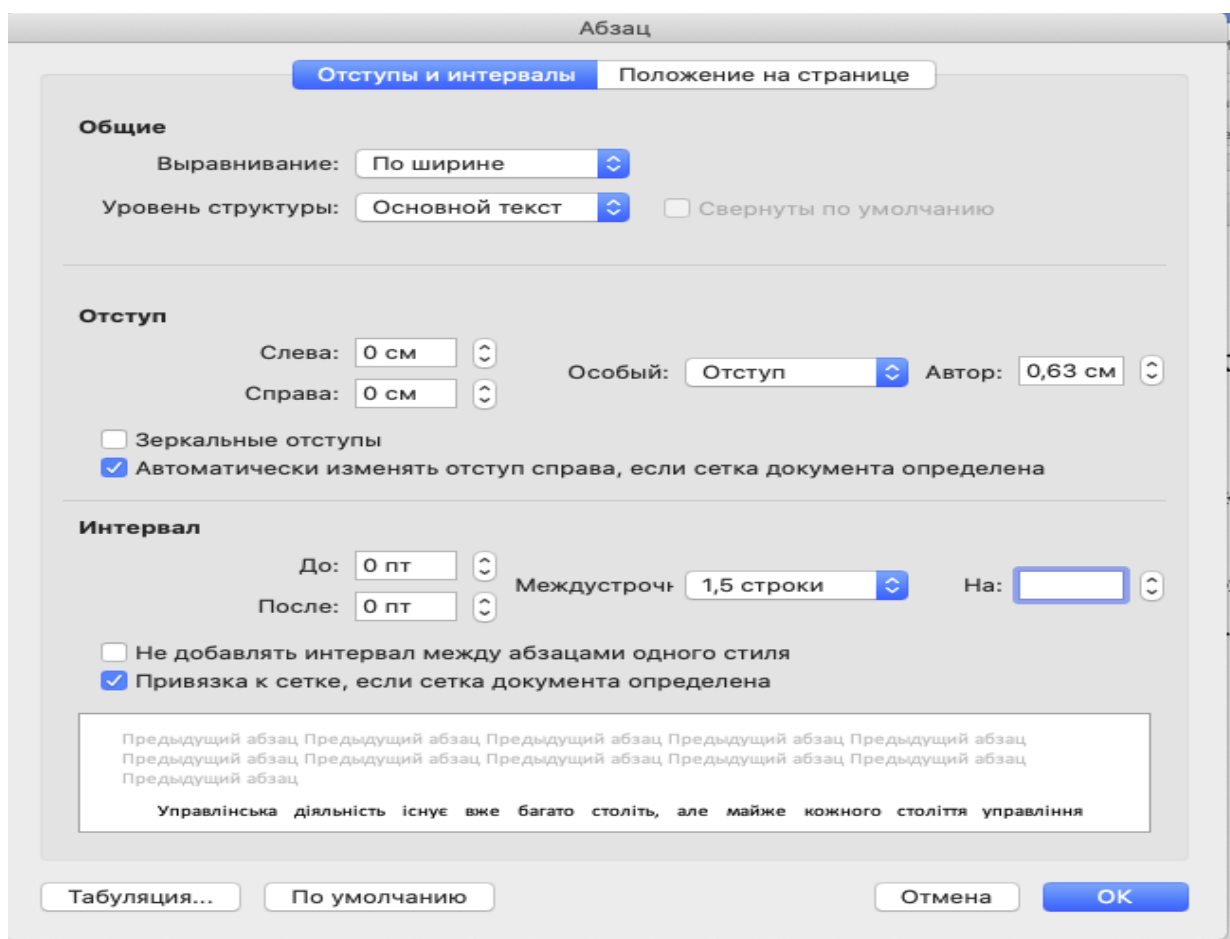 Абзац
Отступы и интервалы Положение на странице
Общие
Выравнивание: По ширине
Уровень структуры: Основной текст Свернуты по умолчанию
Отступ
Слева: 0 см
Особый: Отступ Автор: 0,63 см
Справа: 0 см
Зеркальные отступы
Автоматически изменять отступ справа, если сетка документа определена
Интервал
До: 0 пт
Междустрочн 1,5 строки На:
После: 0 пт
Не добавлять интервал между абзацами одного стиля
Привязка к сетке, если сетка документа определена
Предыдущий абзац Предыдущий абзац Предыдущий абзац Предыдущий абзац Предыдущий абзац
Предыдущий абзац Предыдущий абзац Предыдущий абзац Предыдущий абзац Предыдущий абзац
Предыдущий абзац
Управлінська діяльність існує вже багато століть, але майже кожного століття управління
Табуляция... По умолчанию Отмена OK